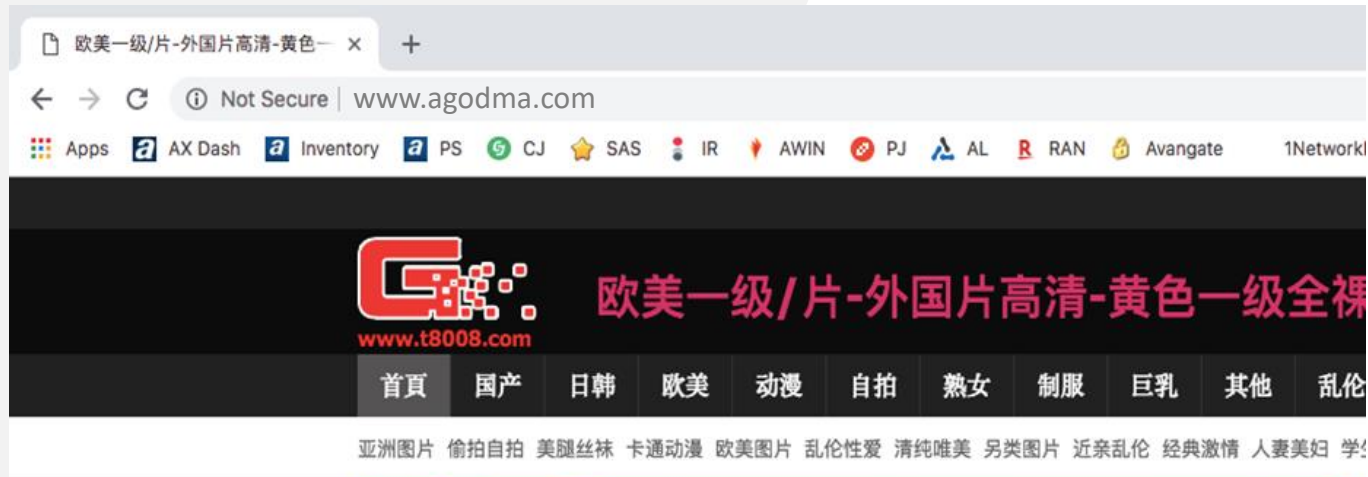 欧美一级/片-外国片高清-黄色一
Not Secure | www.agodma.com
Apps AX Dash Inventory PS CJ SAS IR AWIN PJ AL RAN Avangate 1Network
欧美一级/片-外国片高清-黄色一级全裸
www.t8008.com
首頁 国产 日韩 欧美 动漫 自拍 熟女 制服 巨乳 其他 乱伦
亚洲图片 偷拍自拍 美腿丝袜 卡通动漫 欧美图片 乱伦性爱 清纯唯美 另类图片 近亲乱伦 经典激情 人妻美妇 学生